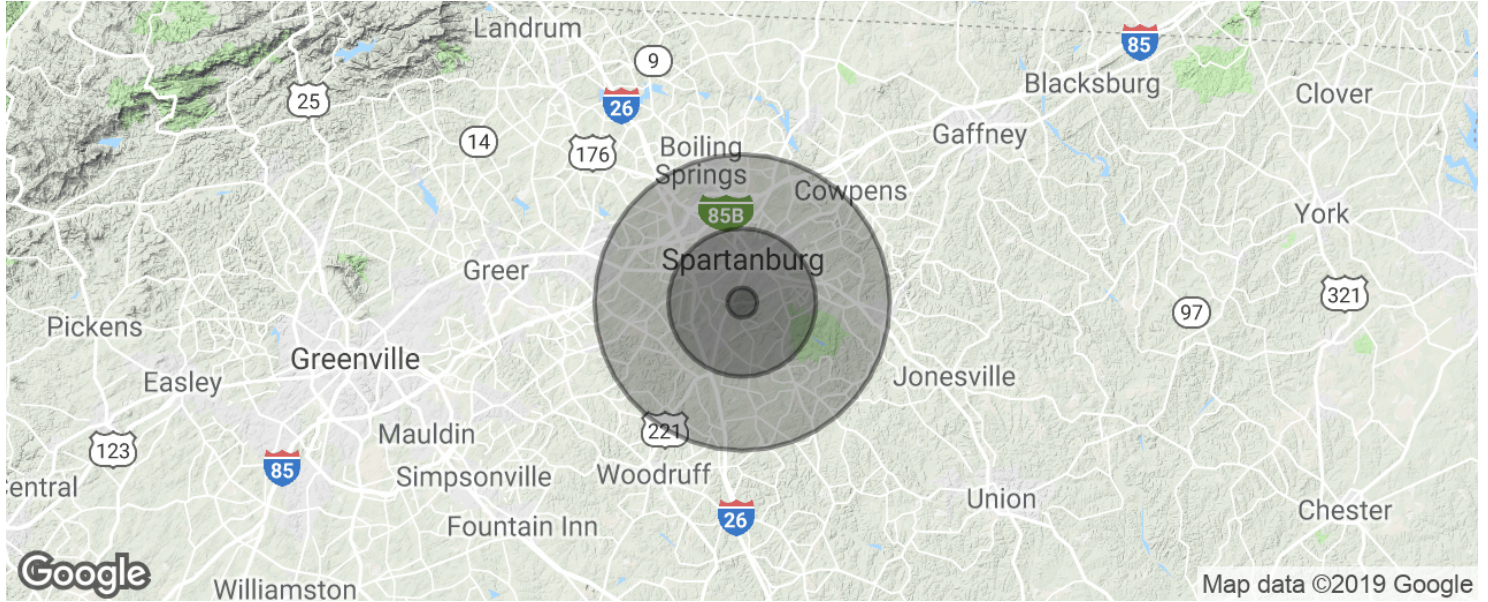 Landrum
85
9
Blacksburg
25
26
Clover
14
176
Boiling
Springs
Gaffney
Cowpens
85B
York
Spartanburg
Greer
321
97
Pickens
Greenville
Easley
Jonesville
221
Mauldin
123
85
Simpsonville
Woodruff
entral
Union
26
Chester
Fountain Inn
Google
Williamston
Map data ©2019 Google